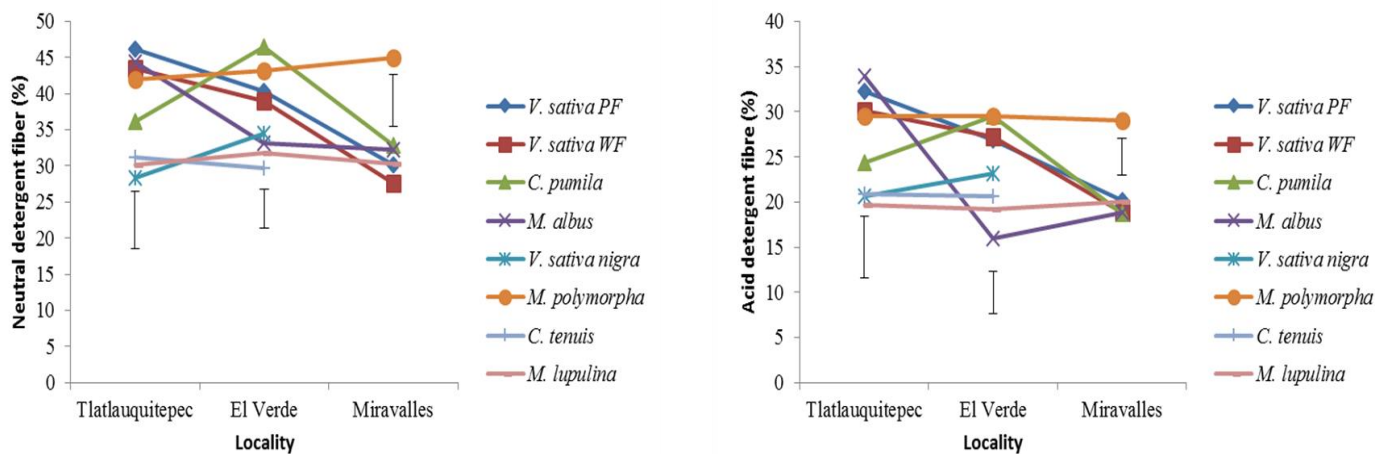 Neutral detergent fiber (%)
50
45
40
35
30
25
20
15
10
5
0
Tlatlauquitepec El Verde Miravalles
Locality
V. sativa PF
V. sativa WF
C. pumila
M. albus
V. sativa nigra
M. polymorpha
C. tenuis
M. lupulina
Acid detergent fibre (%)
40
35
30
25
20
15
10
5
0
Tlatlauquitepec El Verde Miravalles
Locality
V. sativa PF
V. sativa WF
C. pumila
M. albus
V. sativa nigra
M. polymorpha
C. tenuis
M. lupulina